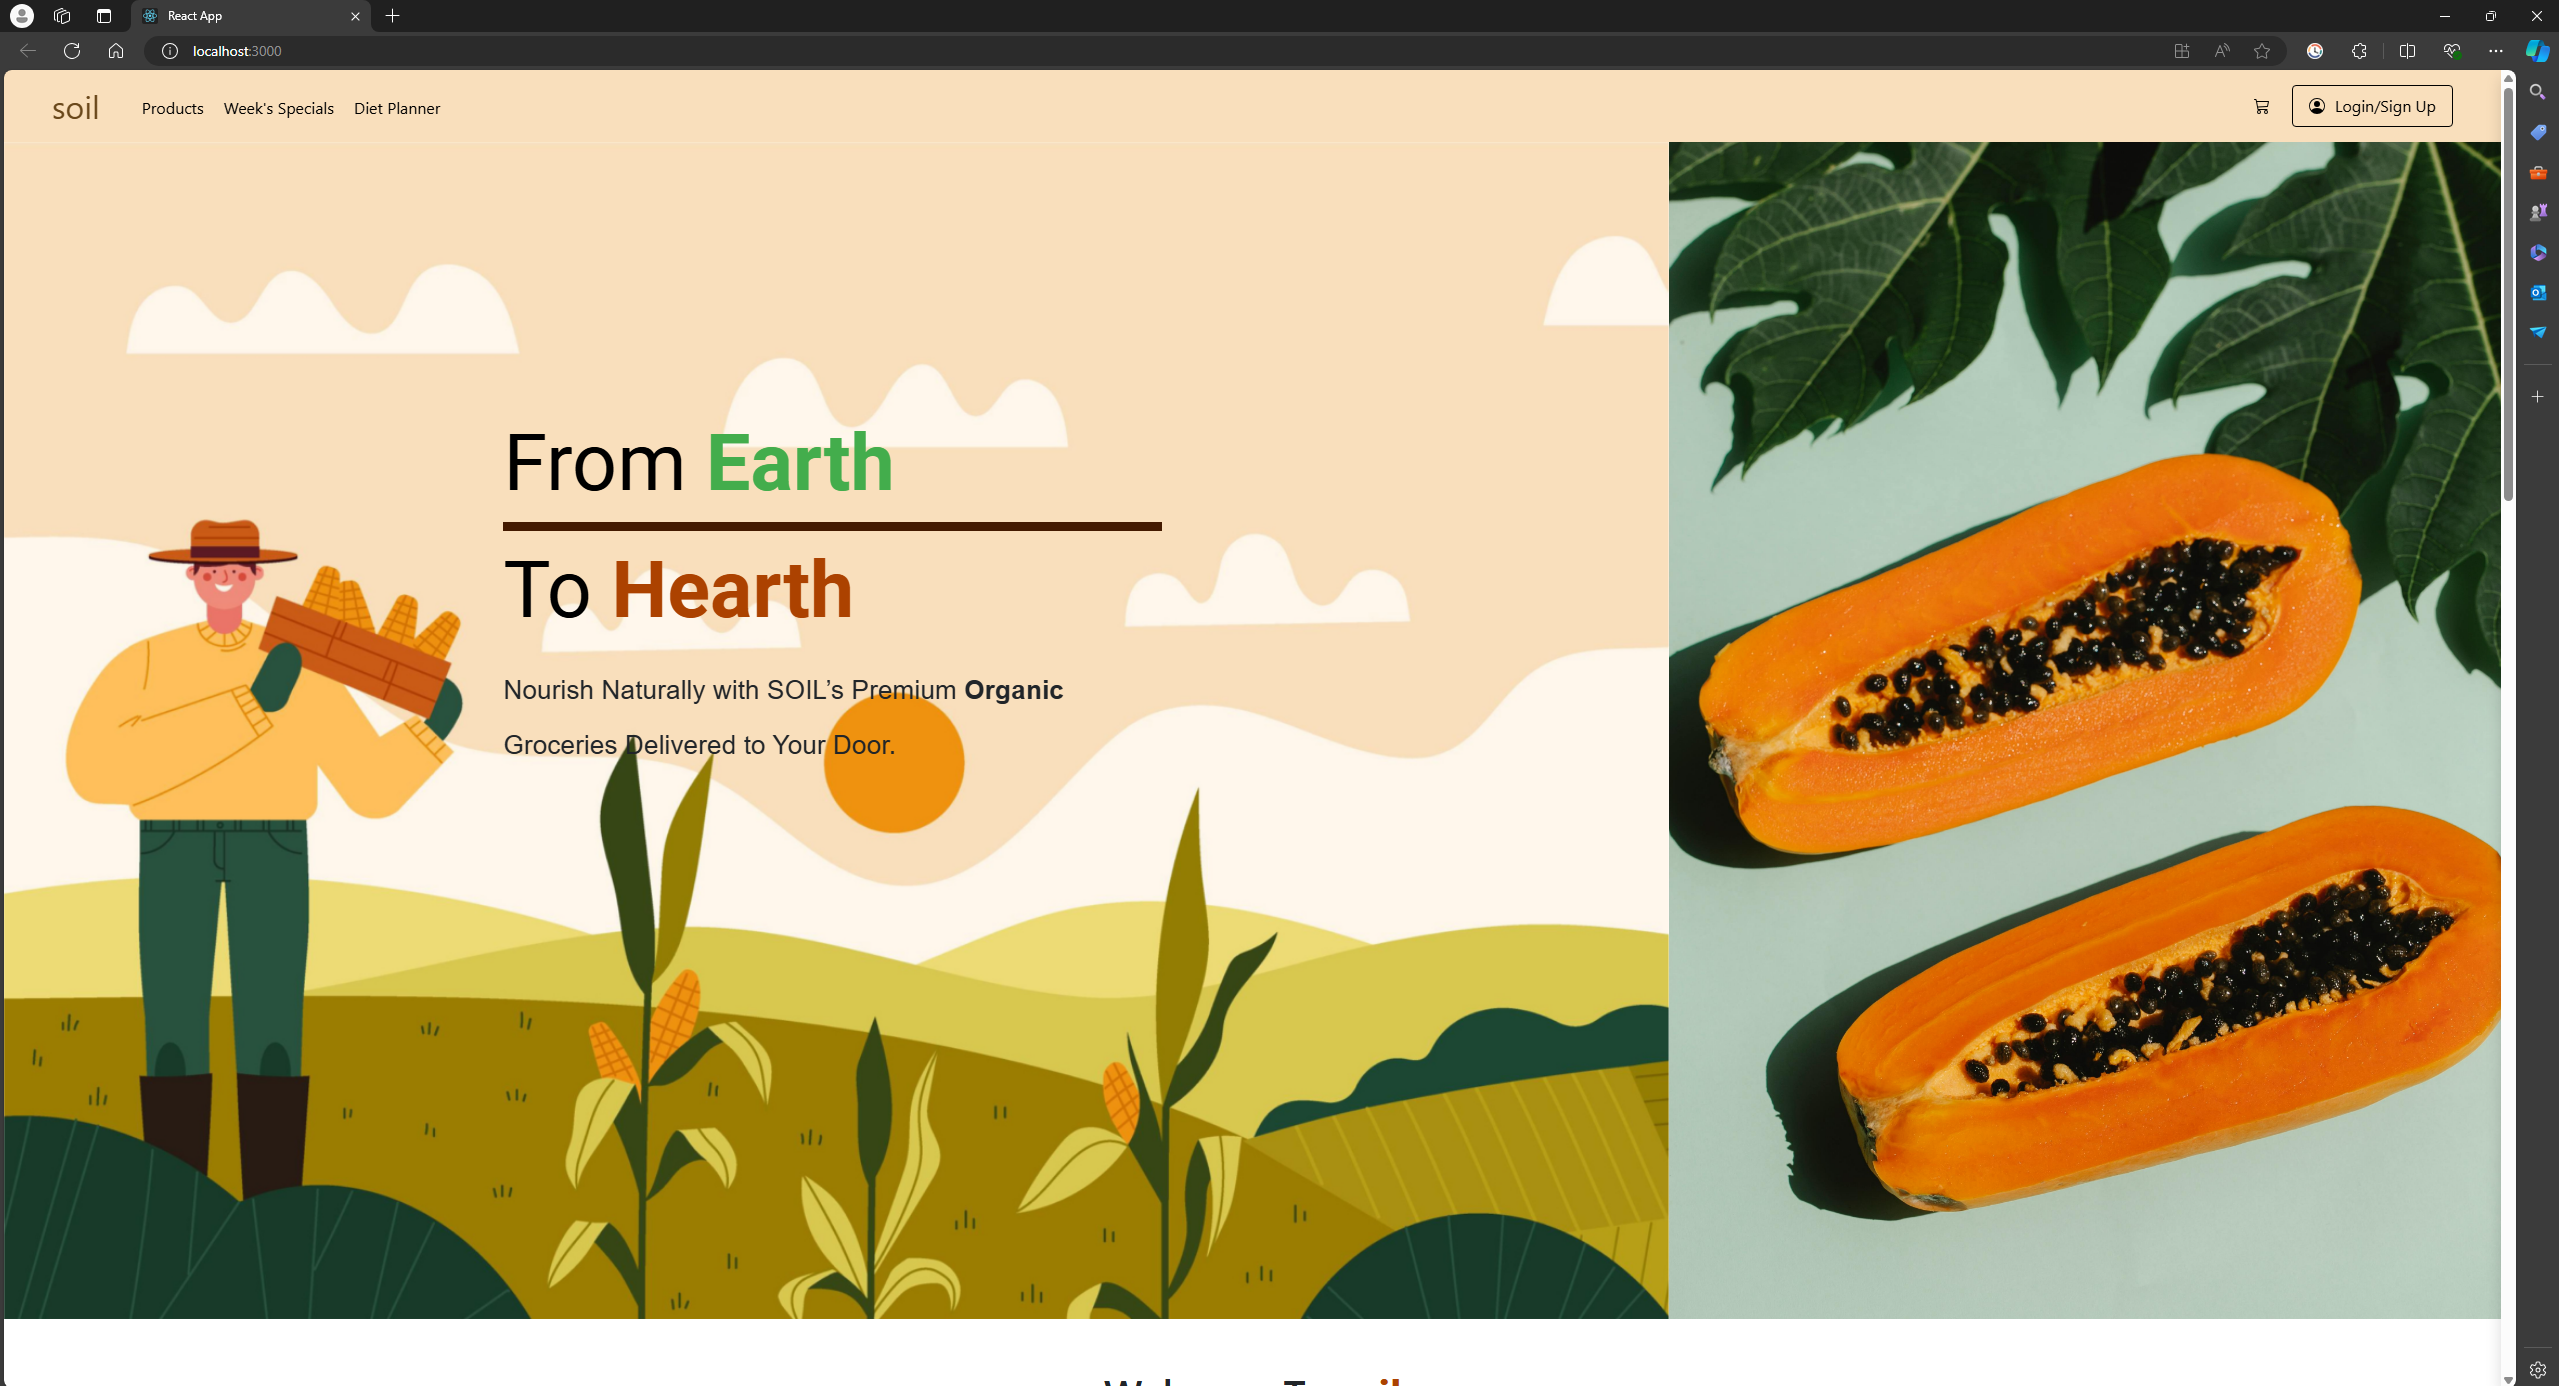 React App
localhost:3000
soil
Products
Week's Specials
Diet Planner
Login/Sign Up
From Earth
To Hearth
Nourish Naturally with SOIL’s Premium Organic
Groceries Delivered to Your Door.